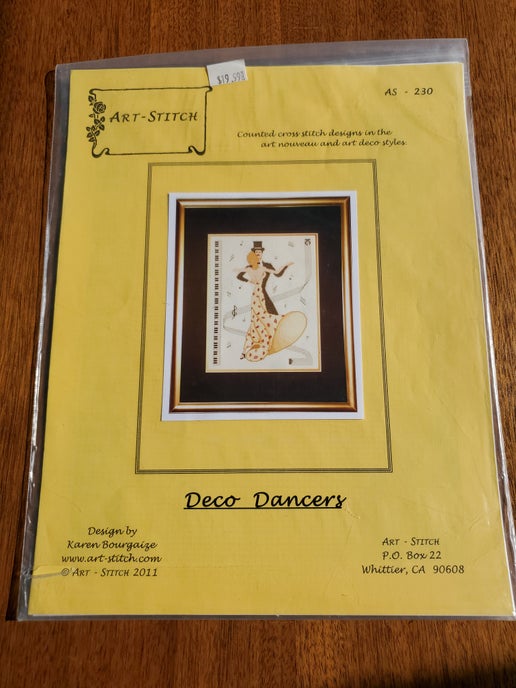 $19.99
AS - 230
ART-STITCH
Counted cross stitch designs in the
art nouveau and art deco styles
Deco Dancers
Design by
Karen Bourgaize
www.art-stitch.com
© ART - STITCH 2011
ART - STITCH
P.O. Box 22
WHITTIER, CA 90608